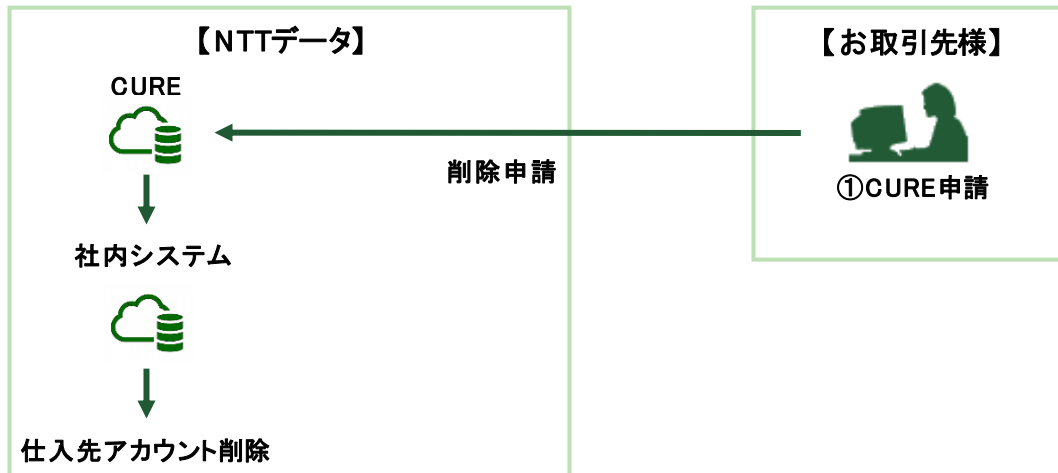 【NTTデータ】
CURE
削除申請
社内システム
仕入先アカウント削除
【お取引先様】
①CURE申請